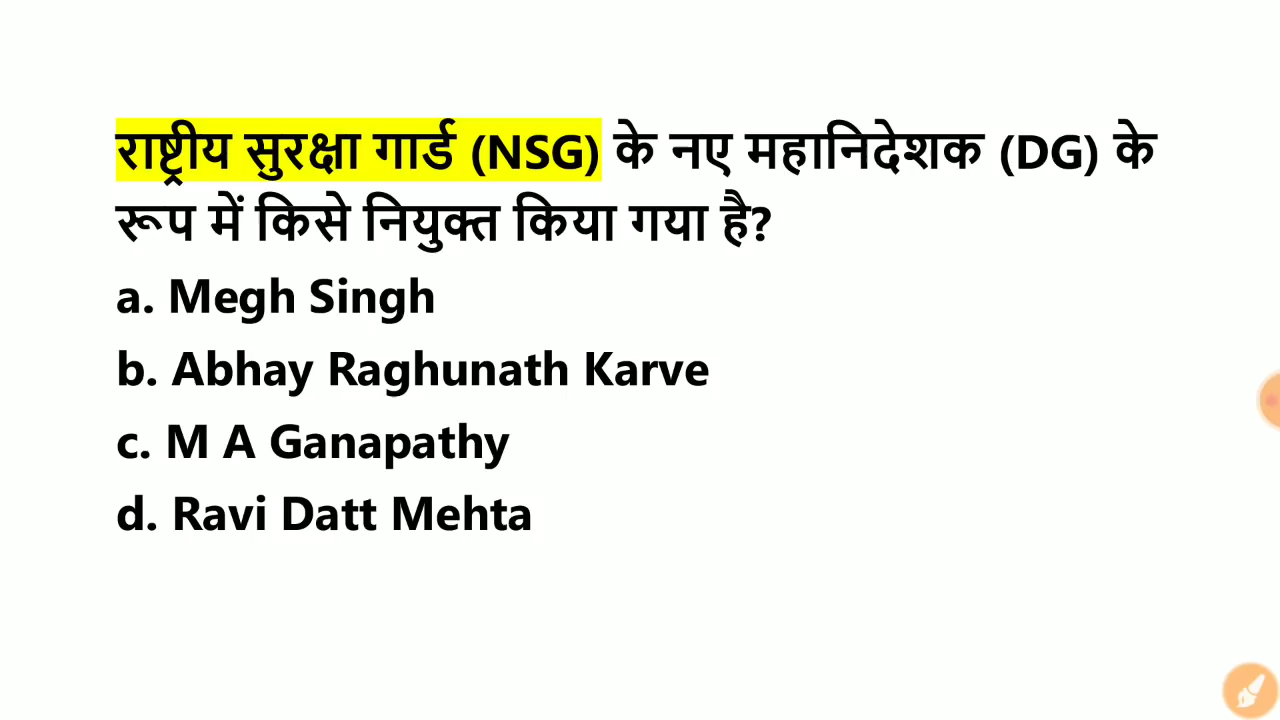 राष्ट्रीय सुरक्षा गार्ड (NSG) के नए महानिदेशक (DG) के
रूप में किसे नियुक्त किया गया है?
a. Megh Singh
b. Abhay Raghunath Karve
c. M A Ganapathy
d. Ravi Datt Mehta